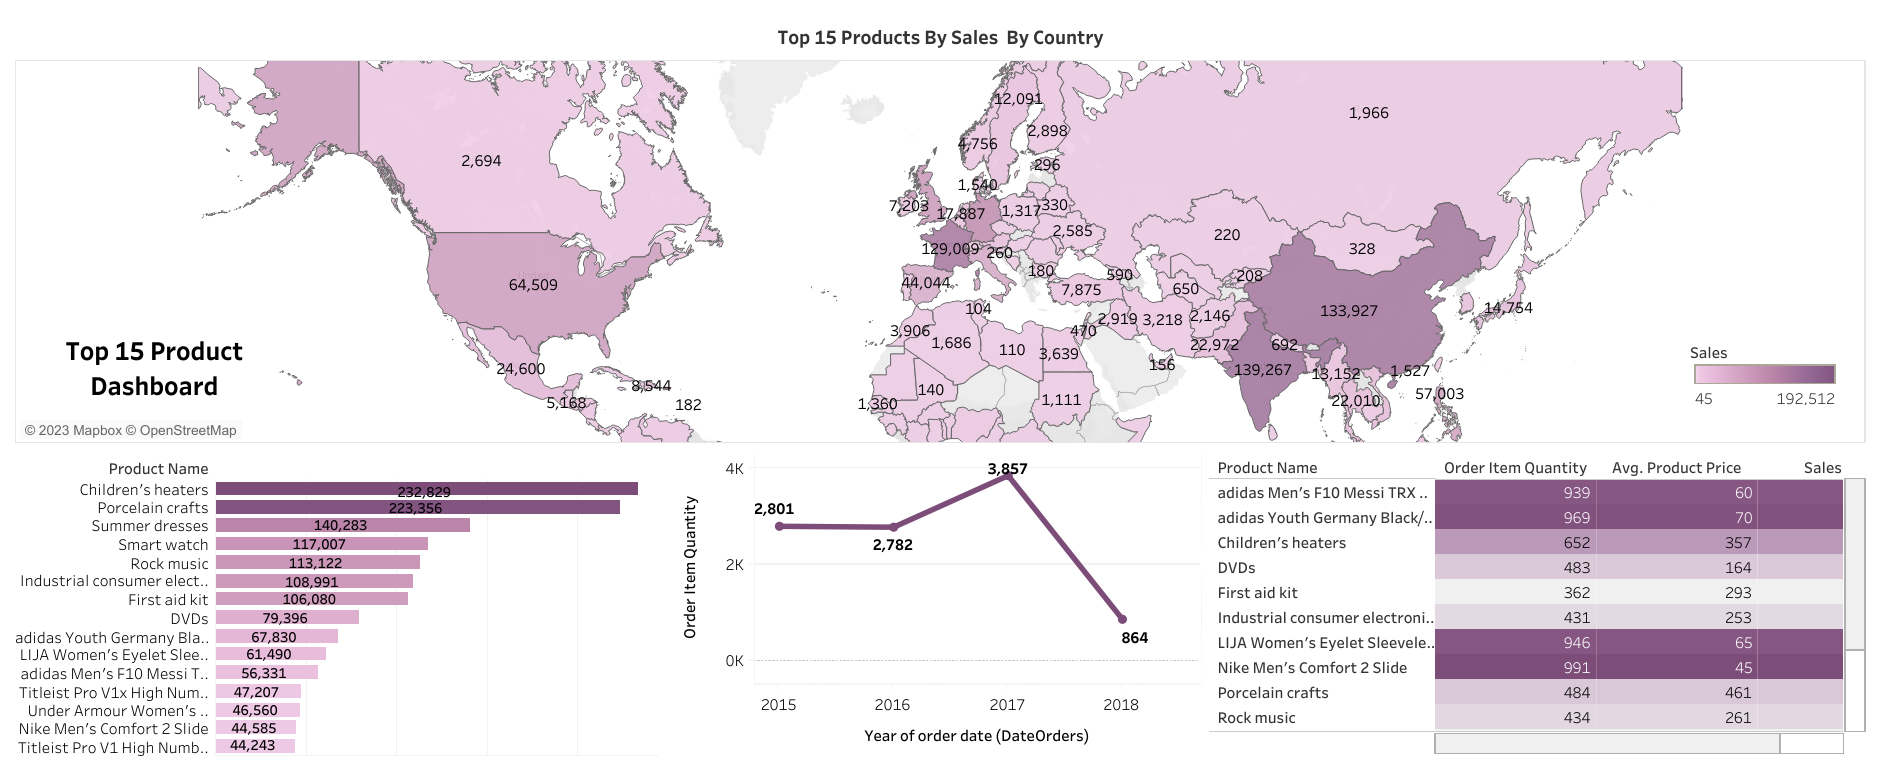 Top 15 Products By Sales  By Country
12,091
1,966
2,898
4,756
2,694
296
1,540
7,203
17,887
1,317
330
2,585
220
129,009
260
328
180
590
208
64,509
44,044
7,875
650
104
14,754
133,927
2,919
3,218
2,146
3,906
470
1,686
110
3,639
22,972
692
Top 15 Product
Dashboard
Sales
156
24,600
139,267
13,152
1,527
8,544
140
57,003
5,168
182
1,360
1,111
22,010
45 192,512
© 2023 Mapbox © OpenStreetMap
Product Name
Children's heaters 232,829
Porcelain crafts 223,356
Summer dresses 140,283
Smart watch 117,007
Rock music 113,122
Industrial consumer elect.. 108,991
First aid kit 106,080
DVDs 79,396
adidas Youth Germany Bla.. 67,830
LIJA Women's Eyelet Slee.. 61,490
adidas Men's F10 Messi T.. 56,331
Titleist Pro V1x High Num.. 47,207
Under Armour Women's .. 46,560
Nike Men's Comfort 2 Slide 44,585
Titleist Pro V1 High Numb.. 44,243
Order Item Quantity
4K
2K
0K
2,801
2,782
3,857
864
2015 2016 2017 2018
Year of order date (DateOrders)
Product Name Order Item Quantity Avg. Product Price Sales
adidas Men's F10 Messi TRX .. 939 60
adidas Youth Germany Black/.. 969 70
Children's heaters 652 357
DVDs 483 164
First aid kit 362 293
Industrial consumer electroni.. 431 253
LIJA Women's Eyelet Sleevele.. 946 65
Nike Men's Comfort 2 Slide 991 45
Porcelain crafts 484 461
Rock music 434 261